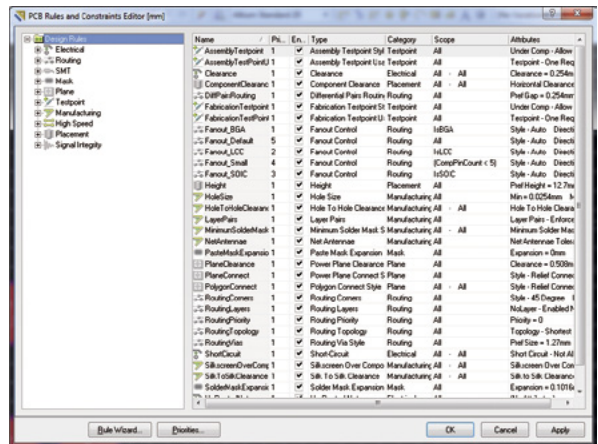 PCB Rules and Constraints Editor [mm]
Design Rules
Electrical
Routing
SMT
Mask
Plane
Testpoint
Manufacturing
High Speed
Placement
Signal Integrity
Name Pri... En... Type Category Scope Attributes
AssemblyTestpoint 1 Assembly Testpoint Styl Testpoint All Under Comp - Allow
AssemblyTestPointU 1 Assembly Testpoint Use Testpoint All Testpoint - One Req
Clearance 1 Clearance Electrical All - All Clearance = 0.254m
ComponentClearanc 1 Component Clearance Placement All - All Horizontal Clearance
DiffPairsRouting 1 Differential Pairs Routin Routing All Pref Gap = 0.254m
FabricationTestpoint 1 Fabrication Testpoint St Testpoint All Under Comp - Allow
FabricationTestPoint 1 Fabrication Testpoint U: Testpoint All Testpoint - One Req
Fanout_BGA 1 Fanout Control Routing IsBGA Style - Auto Directi
Fanout_Default 5 Fanout Control Routing All Style - Auto Directi
Fanout_LCC 2 Fanout Control Routing IsLCC Style - Auto Directi
Fanout_Small 4 Fanout Control Routing (CompPinCount < 5) Style - Auto Directi
Fanout_SOIC 3 Fanout Control Routing IsSOIC Style - Auto Directi
Height 1 Height Placement All Pref Height = 12.7m
HoleSize 1 Hole Size Manufacturing All Min = 0.0254mm M
HoleToHoleClearanc 1 Hole To Hole Clearance Manufacturing All - All Hole To Hole Cleara
LayerPairs 1 Layer Pairs Manufacturing All Layer Pairs - Enforce
MinimumSolderMask 1 Minimum Solder Mask S Manufacturing All - All Minimum Solder Mas
NetAntennae 1 Net Antennae Manufacturing All Net Antennae Tolera
PasteMaskExpansio 1 Paste Mask Expansion Mask All Expansion = 0mm
PlaneClearance 1 Power Plane Clearance Plane All Clearance = 0.508m
PlaneConnect 1 Power Plane Connect S Plane All Style - Relief Connec
PolygonConnect 1 Polygon Connect Style Plane All - All Style - Relief Connec
RoutingCorners 1 Routing Corners Routing All Style - 45 Degree
RoutingLayers 1 Routing Layers Routing All NoLayer - Enabled N
RoutingPriority 1 Routing Priority Routing All Priority = 0
RoutingTopology 1 Routing Topology Routing All Topology - Shortest
RoutingVias 1 Routing Via Style Routing All Pref Size = 1.27mm
ShortCircuit 1 Short-Circuit Electrical All - All Short Circuit - Not Al
SilkscreenOverComp 1 Silkscreen Over Compo Manufacturing All - All Silkscreen Over Com
SilkToSilkClearance 1 Silk To Silk Clearance Manufacturing All - All Silk to Silk Clearanc
SolderMaskExpansic 1 Solder Mask Expansion Mask All Expansion = 0.1016
Rule Wizard... Priorities... OK Cancel Apply